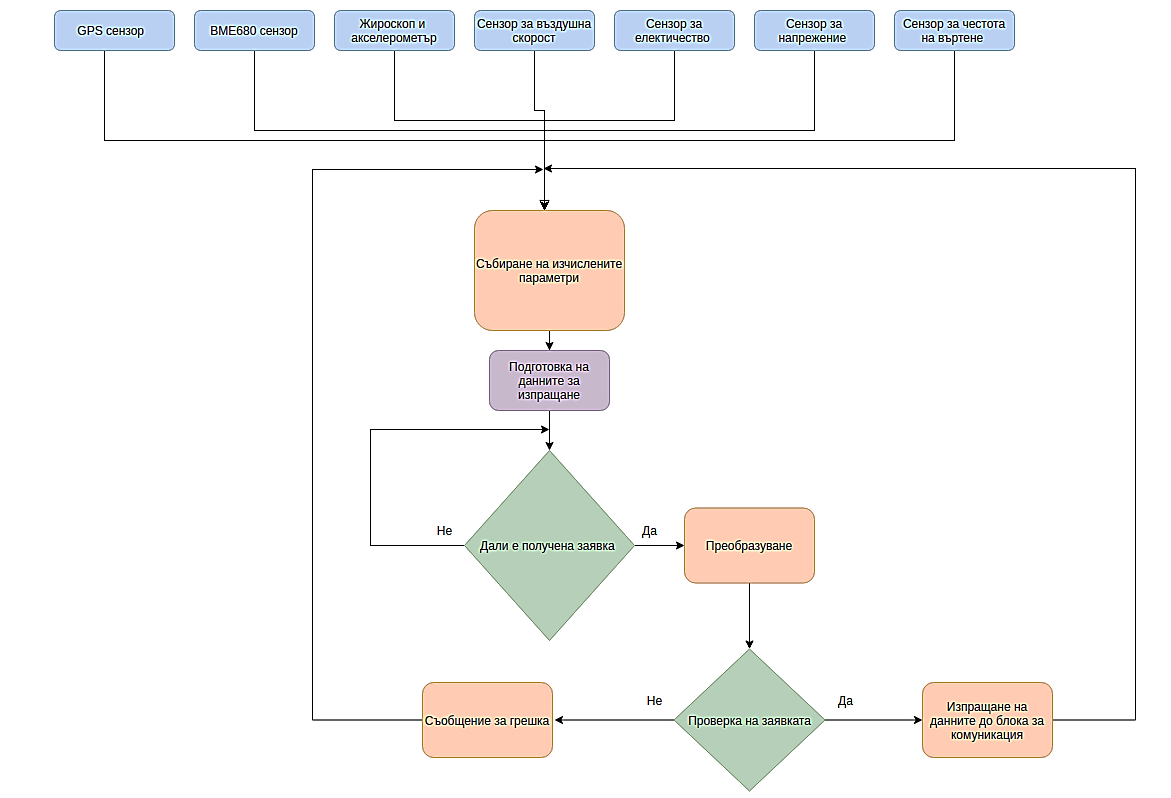 GPS сензор
BME680 сензор
Жироскоп и
акселерометър
Сензор за въздушна
скорост
Сензор за
електичество
Сензор за
напрежение
Сензор за честота
на въртене
Събиране на изчислените
параметри
Подготовка на
данните за
изпращане
Не
Дали е получена заявка
Да
Преобразуване
Съобщение за грешка
Не
Проверка на заявката
Да
Изпращане на
данните до блока за
комуникация